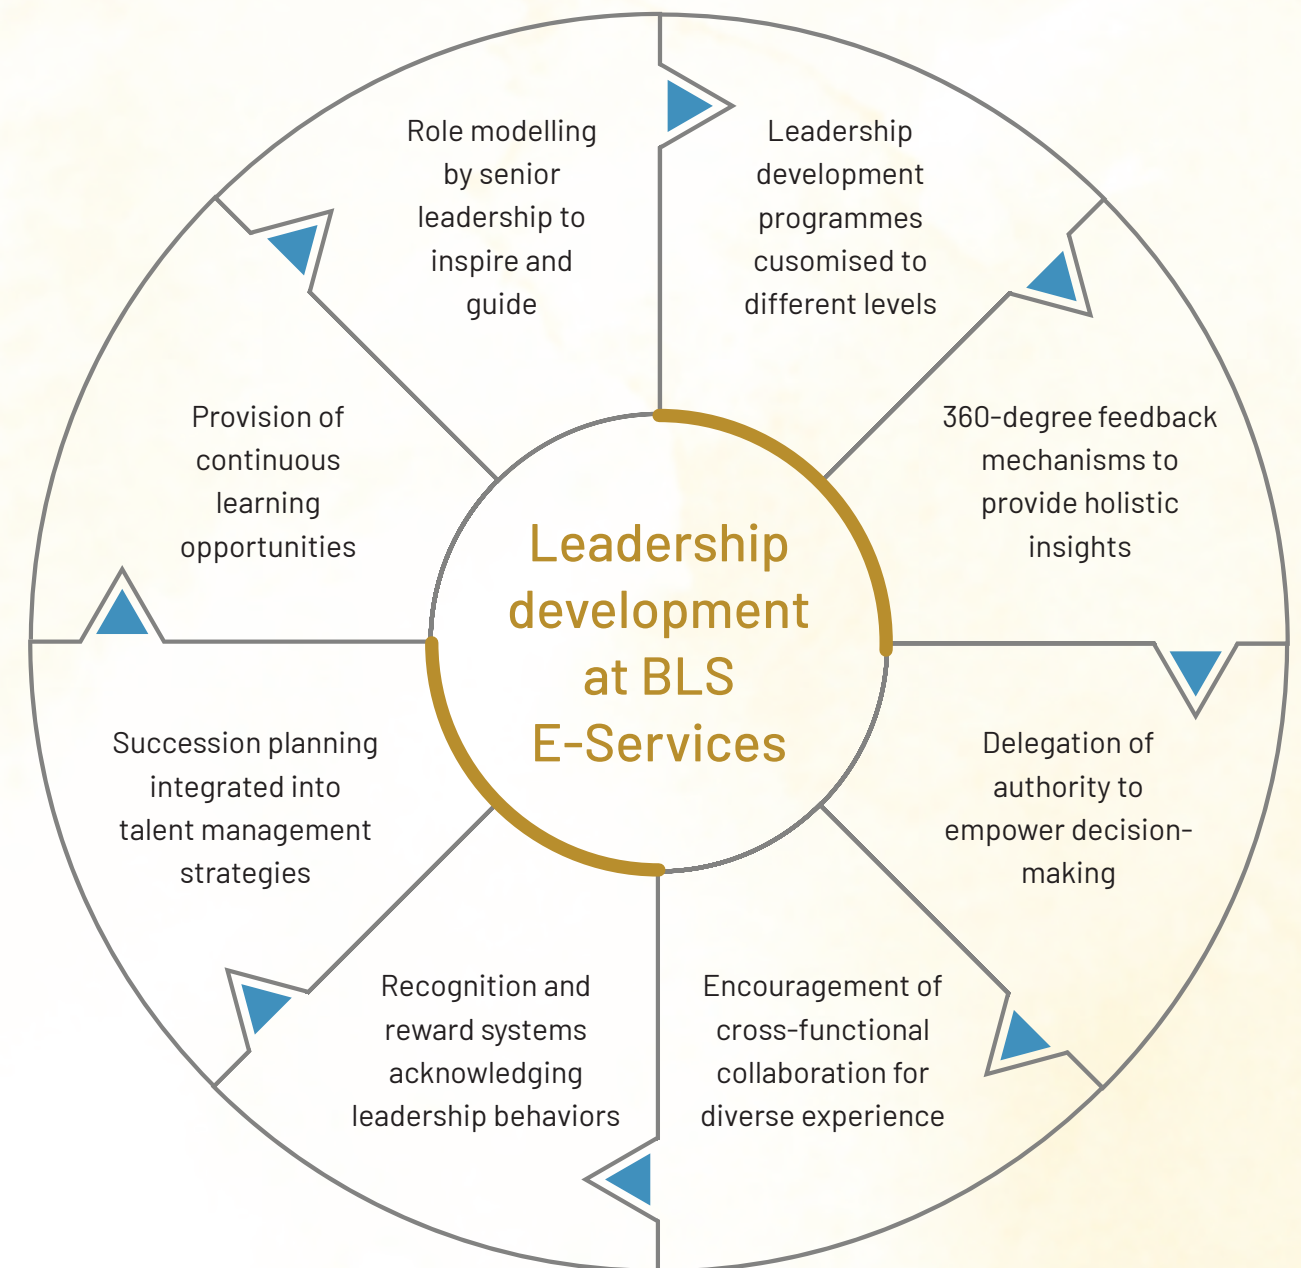 Role modelling
by senior
leadership to
inspire and
guide
Leadership
development
programmes
cusomised to
different levels
360-degree feedback
mechanisms to
provide holistic
insights
Delegation of
authority to
empower decision-
making
Encouragement of
cross-functional
collaboration for
diverse experience
Recognition and
reward systems
acknowledging
leadership behaviors
Succession planning
integrated into
talent management
strategies
Provision of
continuous
learning
opportunities
Leadership
development
at BLS
E-Services